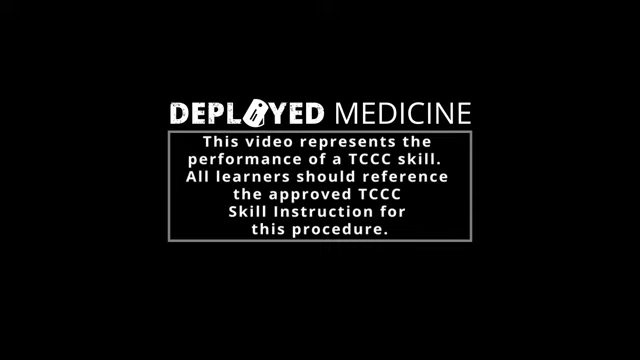 DEPLOYED MEDICINE
This video represents the
performance of a TCCC skill.
All learners should reference
the approved TCCC
Skill Instruction for
this procedure.